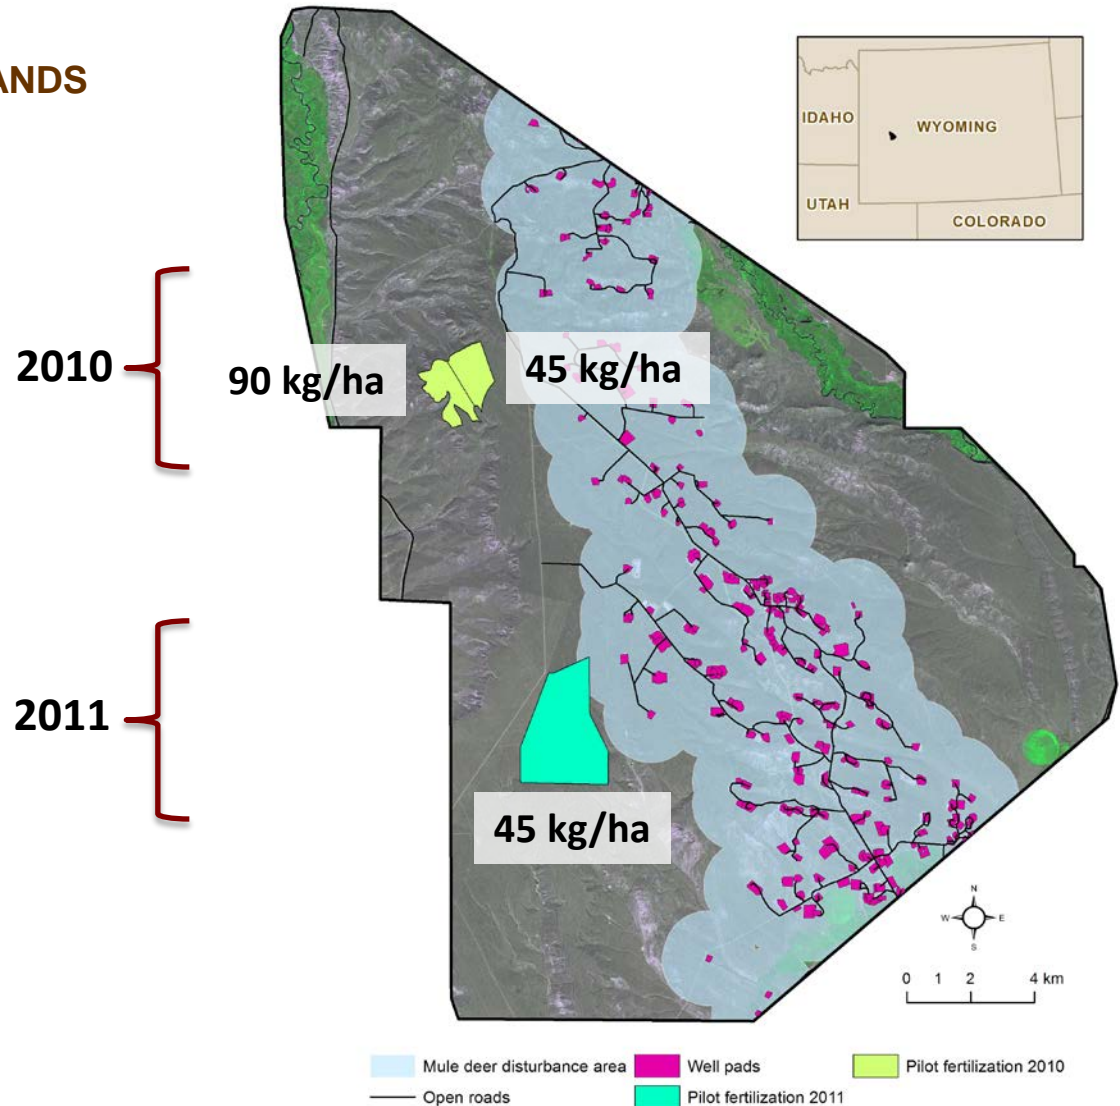 ANDS
IDAHO
WYOMING
UTAH
COLORADO
2010
90 kg/ha
45 kg/ha
2011
45 kg/ha
N
W E
S
0 1 2 4 km
Mule deer disturbance area Well pads Pilot fertilization 2010
Open roads Pilot fertilization 2011